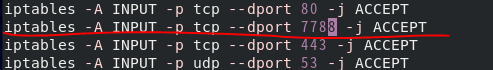 iptables -A INPUT -p tcp --dport 80 -j ACCEPT
iptables -A INPUT -p tcp --dport 7788 -j ACCEPT
iptables -A INPUT -p tcp --dport 443 -j ACCEPT
iptables -A INPUT -p udp --dport 53 -j ACCEPT